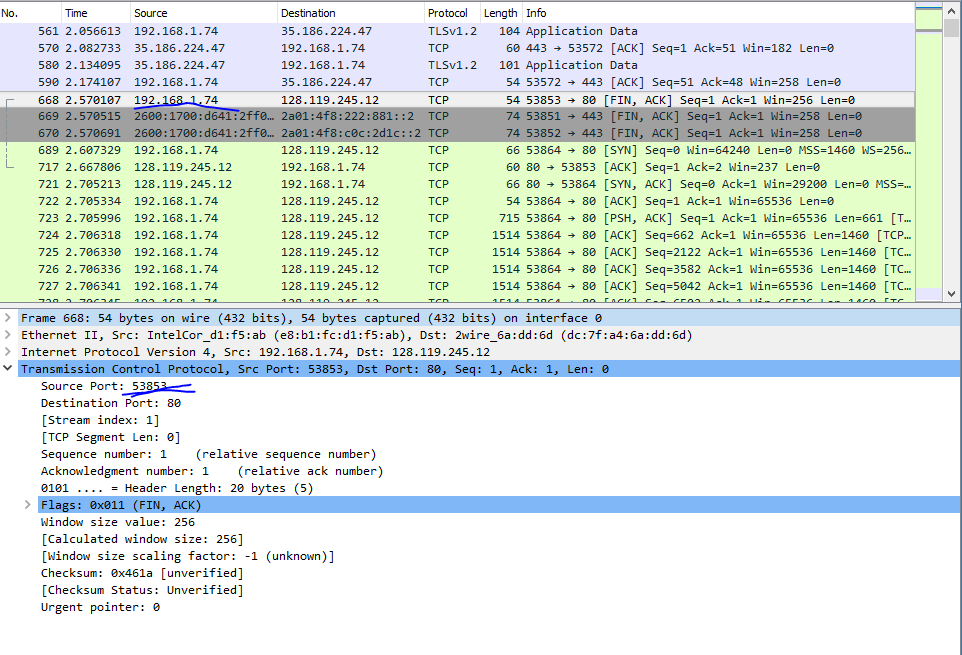 No. Time Source Destination Protocol Length Info
561 2.056613 192.168.1.74 35.186.224.47 TLSv1.2 104 Application Data
570 2.082733 35.186.224.47 192.168.1.74 TCP 60 443 → 53572 [ACK] Seq=1 Ack=51 Win=182 Len=0
580 2.134095 35.186.224.47 192.168.1.74 TLSv1.2 101 Application Data
590 2.174107 192.168.1.74 35.186.224.47 TCP 54 53572 → 443 [ACK] Seq=51 Ack=48 Win=258 Len=0
668 2.570107 192.168.1.74 128.119.245.12 TCP 54 53853 → 80 [FIN, ACK] Seq=1 Ack=1 Win=256 Len=0
669 2.570515 2600:1700:d641:2ff0… 2a01:4f8:222:881::2 TCP 74 53851 → 443 [FIN, ACK] Seq=1 Ack=1 Win=258 Len=0
670 2.570691 2600:1700:d641:2ff0… 2a01:4f8:c0c:2d1c::2 TCP 74 53852 → 443 [FIN, ACK] Seq=1 Ack=1 Win=258 Len=0
689 2.607329 192.168.1.74 128.119.245.12 TCP 66 53864 → 80 [SYN] Seq=0 Win=64240 Len=0 MSS=1460 WS=256…
717 2.667806 128.119.245.12 192.168.1.74 TCP 60 80 → 53853 [ACK] Seq=1 Ack=2 Win=237 Len=0
721 2.705213 128.119.245.12 192.168.1.74 TCP 66 80 → 53864 [SYN, ACK] Seq=0 Ack=1 Win=29200 Len=0 MSS=…
722 2.705334 192.168.1.74 128.119.245.12 TCP 54 53864 → 80 [ACK] Seq=1 Ack=1 Win=65536 Len=0
723 2.705996 192.168.1.74 128.119.245.12 TCP 715 53864 → 80 [PSH, ACK] Seq=1 Ack=1 Win=65536 Len=661 [T…
724 2.706318 192.168.1.74 128.119.245.12 TCP 1514 53864 → 80 [ACK] Seq=662 Ack=1 Win=65536 Len=1460 [TCP…
725 2.706330 192.168.1.74 128.119.245.12 TCP 1514 53864 → 80 [ACK] Seq=2122 Ack=1 Win=65536 Len=1460 [TC…
726 2.706336 192.168.1.74 128.119.245.12 TCP 1514 53864 → 80 [ACK] Seq=3582 Ack=1 Win=65536 Len=1460 [TC…
727 2.706341 192.168.1.74 128.119.245.12 TCP 1514 53864 → 80 [ACK] Seq=5042 Ack=1 Win=65536 Len=1460 [TC…
Frame 668: 54 bytes on wire (432 bits), 54 bytes captured (432 bits) on interface 0
Ethernet II, Src: IntelCor_d1:f5:ab (e8:b1:fc:d1:f5:ab), Dst: 2wire_6a:dd:6d (dc:7f:a4:6a:dd:6d)
Internet Protocol Version 4, Src: 192.168.1.74, Dst: 128.119.245.12
Transmission Control Protocol, Src Port: 53853, Dst Port: 80, Seq: 1, Ack: 1, Len: 0
Source Port: 53853
Destination Port: 80
[Stream index: 1]
[TCP Segment Len: 0]
Sequence number: 1 (relative sequence number)
Acknowledgment number: 1 (relative ack number)
0101 .... = Header Length: 20 bytes (5)
Flags: 0x011 (FIN, ACK)
Window size value: 256
[Calculated window size: 256]
[Window size scaling factor: -1 (unknown)]
Checksum: 0x461a [unverified]
[Checksum Status: Unverified]
Urgent pointer: 0